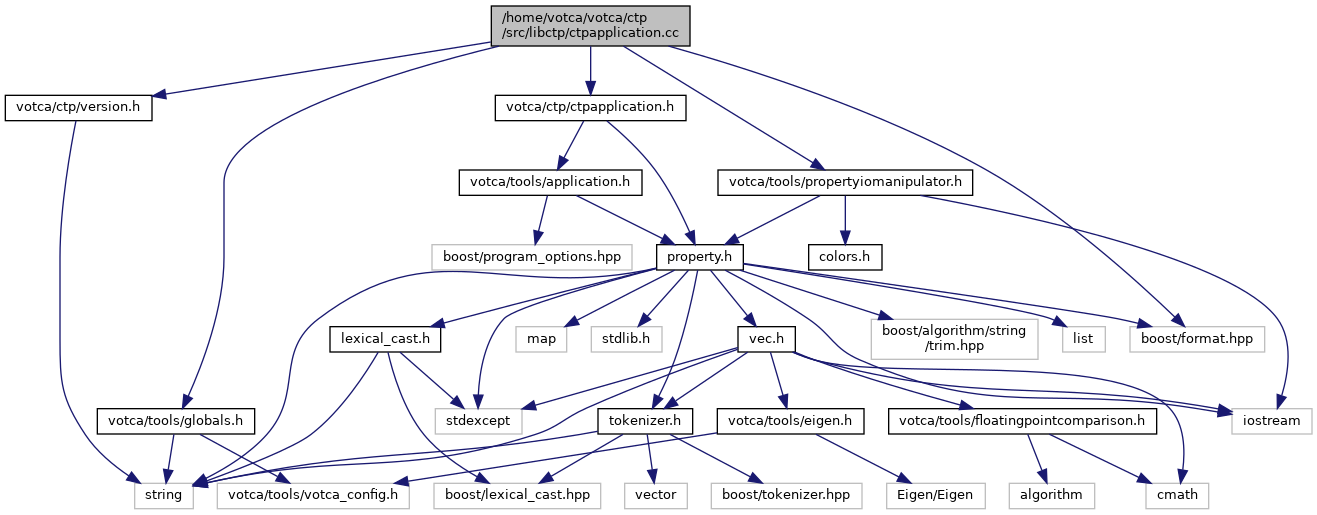 /home/votca/votca/ctp
/src/libctp/ctpapplication.cc
votca/ctp/version.h
votca/ctp/ctpapplication.h
votca/tools/application.h
votca/tools/propertyiomanipulator.h
boost/program_options.hpp
property.h
colors.h
lexical_cast.h
map
stdlib.h
vec.h
boost/algorithm/string
/trim.hpp
list
boost/format.hpp
votca/tools/globals.h
stdexcept
tokenizer.h
votca/tools/eigen.h
votca/tools/floatingpointcomparison.h
iostream
string
votca/tools/votca_config.h
boost/lexical_cast.hpp
vector
boost/tokenizer.hpp
Eigen/Eigen
algorithm
cmath